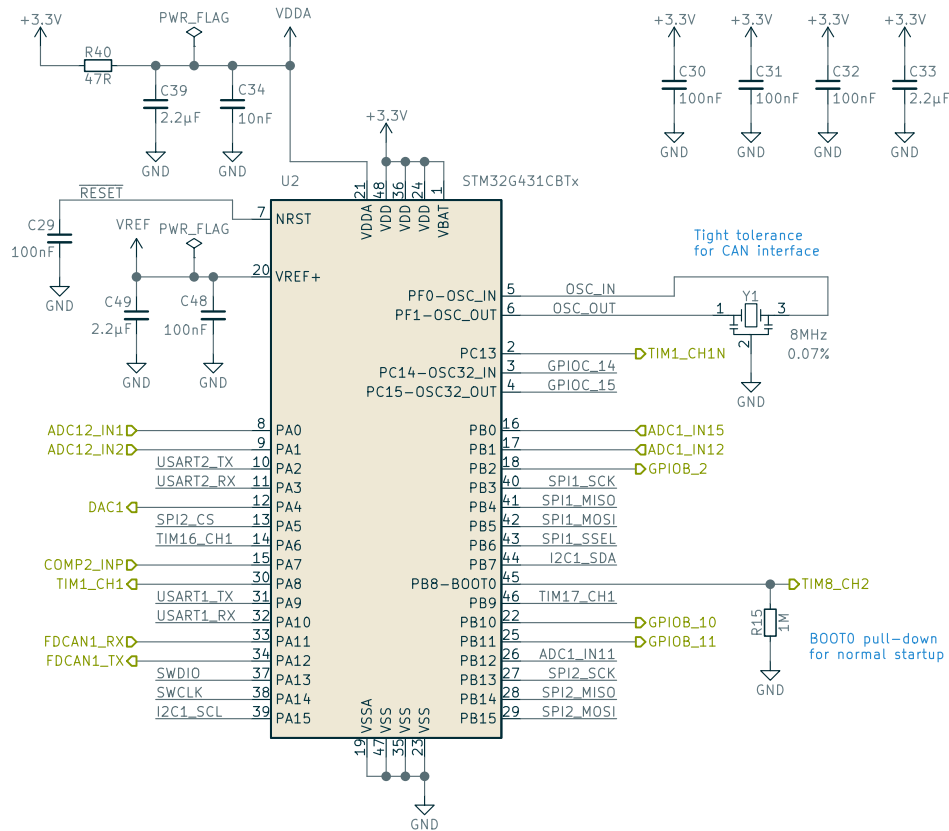 +3.3V
PWR_FLAG
VDDA
R40
47R
C39
2.2µF
C34
10nF
GND
GND
+3.3V
+3.3V
+3.3V
+3.3V
C30
100nF
C31
100nF
C32
100nF
C33
2.2µF
GND
GND
GND
GND
+3.3V
U2
STM32G431CBTx
21
48
36
24
1
VDDA
VDD
VDD
VDD
VBAT
RESET
7
NRST
C29
100nF
GND
VREF
PWR_FLAG
20
VREF+
C49
2.2µF
C48
100nF
GND
GND
Tight tolerance
for CAN interface
PF0-OSC_IN
5
OSC_IN
PF1-OSC_OUT
6
OSC_OUT
1
Y1
3
2
8MHz
0.07%
GND
PC13
2
TIM1_CH1N
PC14-OSC32_IN
3
GPIOC_14
PC15-OSC32_OUT
4
GPIOC_15
ADC12_IN1
8
PA0
ADC12_IN2
9
PA1
USART2_TX
10
PA2
USART2_RX
11
PA3
DAC1
12
PA4
SPI2_CS
13
PA5
TIM16_CH1
14
PA6
COMP2_INP
15
PA7
TIM1_CH1
30
PA8
USART1_TX
31
PA9
USART1_RX
32
PA10
FDCAN1_RX
33
PA11
FDCAN1_TX
34
PA12
SWDIO
37
PA13
SWCLK
38
PA14
I2C1_SCL
39
PA15
PB0
16
ADC1_IN15
PB1
17
ADC1_IN12
PB2
18
GPIOB_2
PB3
40
SPI1_SCK
PB4
41
SPI1_MISO
PB5
42
SPI1_MOSI
PB6
43
SPI1_SSEL
PB7
44
I2C1_SDA
PB8-BOOT0
45
TIM8_CH2
PB9
46
TIM17_CH1
PB10
22
GPIOB_10
PB11
25
GPIOB_11
PB12
26
ADC1_IN11
PB13
27
SPI2_SCK
PB14
28
SPI2_MISO
PB15
29
SPI2_MOSI
R15
1M
BOOT0 pull-down
for normal startup
GND
VSSA
VSS
VSS
VSS
19
47
35
23
GND